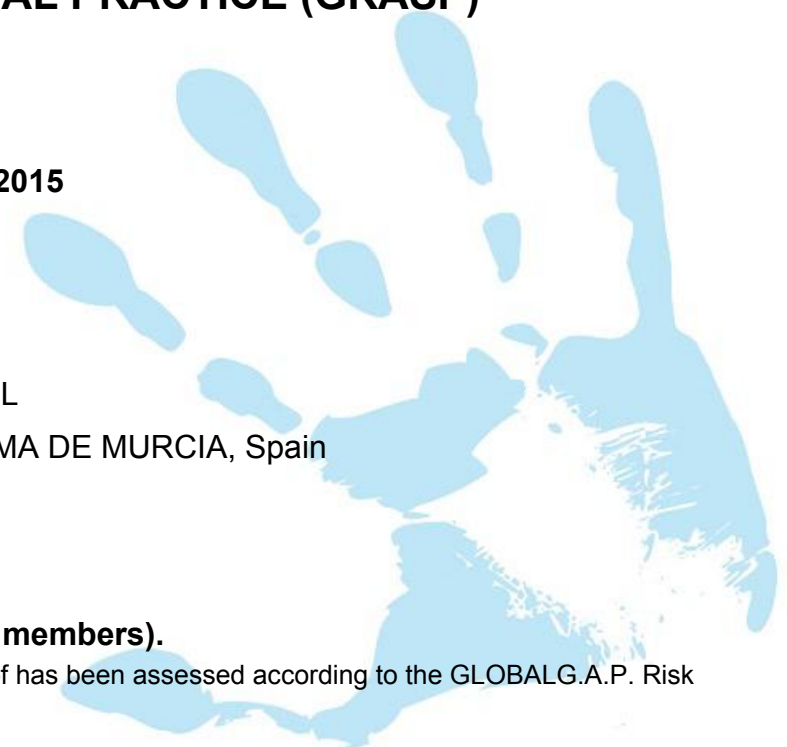 AL PRACTICE (GRASP)
2015
L
MA DE MURCIA, Spain
members).
f has been assessed according to the GLOBALG.A.P. Risk